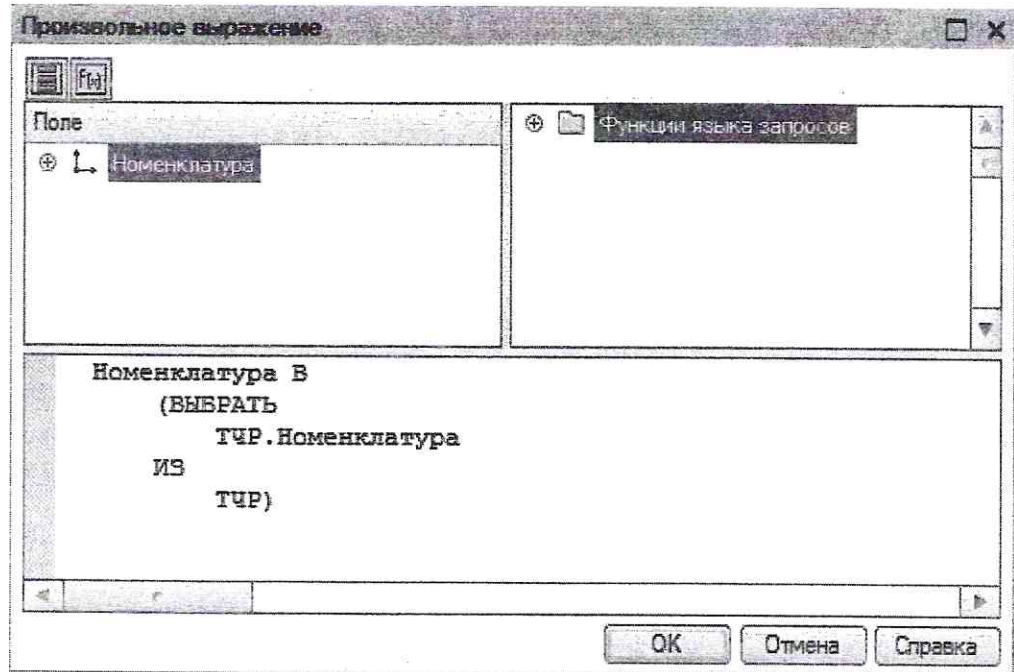 Произвольное выражение
f(x)
Поле
Номенклатура
Функции языка запросов
Номенклатура В
(ВЫБРАТЬ
ТЧР.Номенклатура
ИЗ
ТЧР)
OK
Отмена
Справка